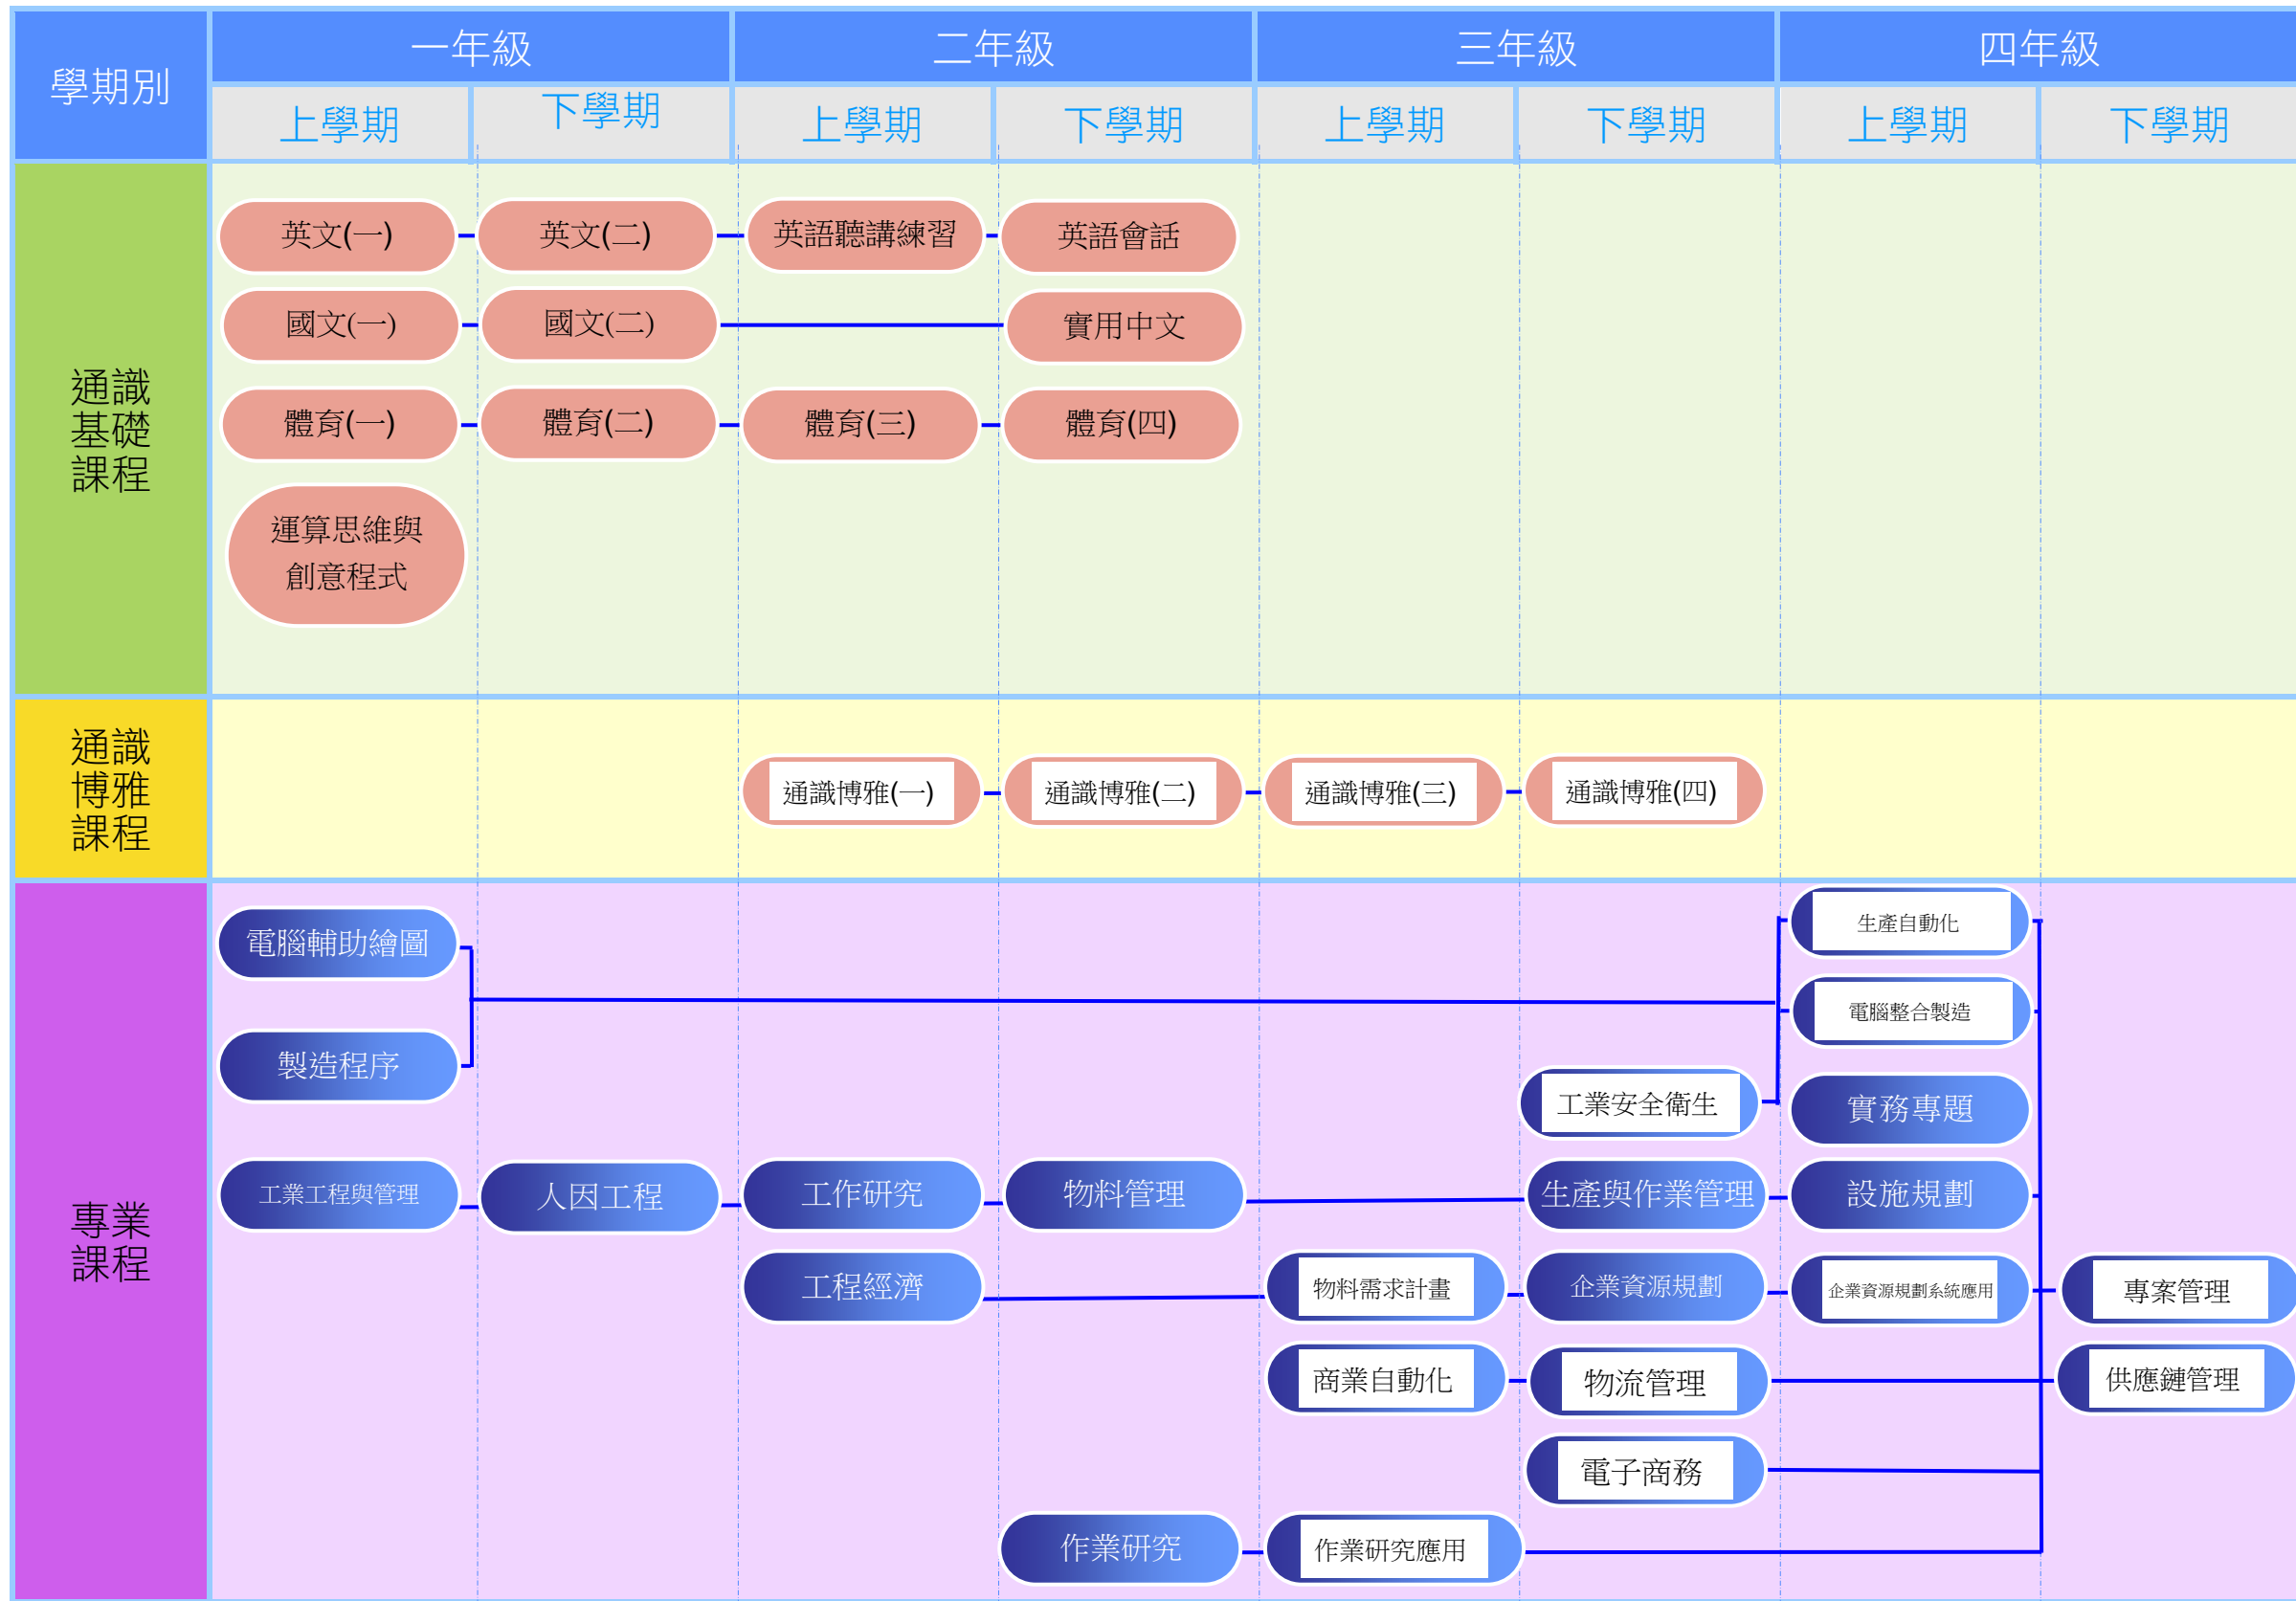 學期別
一年級
二年級
三年級
四年級
上學期
下學期
上學期
下學期
上學期
下學期
上學期
下學期
通識
基礎
課程
英文(一)
英文(二)
英語聽講練習
英語會話
國文(一)
國文(二)
實用中文
體育(一)
體育(二)
體育(三)
體育(四)
運算思維與
創意程式
通識
博雅
課程
通識博雅(一)
通識博雅(二)
通識博雅(三)
通識博雅(四)
專業
課程
電腦輔助繪圖
生產自動化
電腦整合製造
製造程序
工業安全衛生
實務專題
工業工程與管理
人因工程
工作研究
物料管理
生產與作業管理
設施規劃
工程經濟
物料需求計畫
企業資源規劃
企業資源規劃系統應用
專案管理
商業自動化
物流管理
供應鏈管理
電子商務
作業研究
作業研究應用